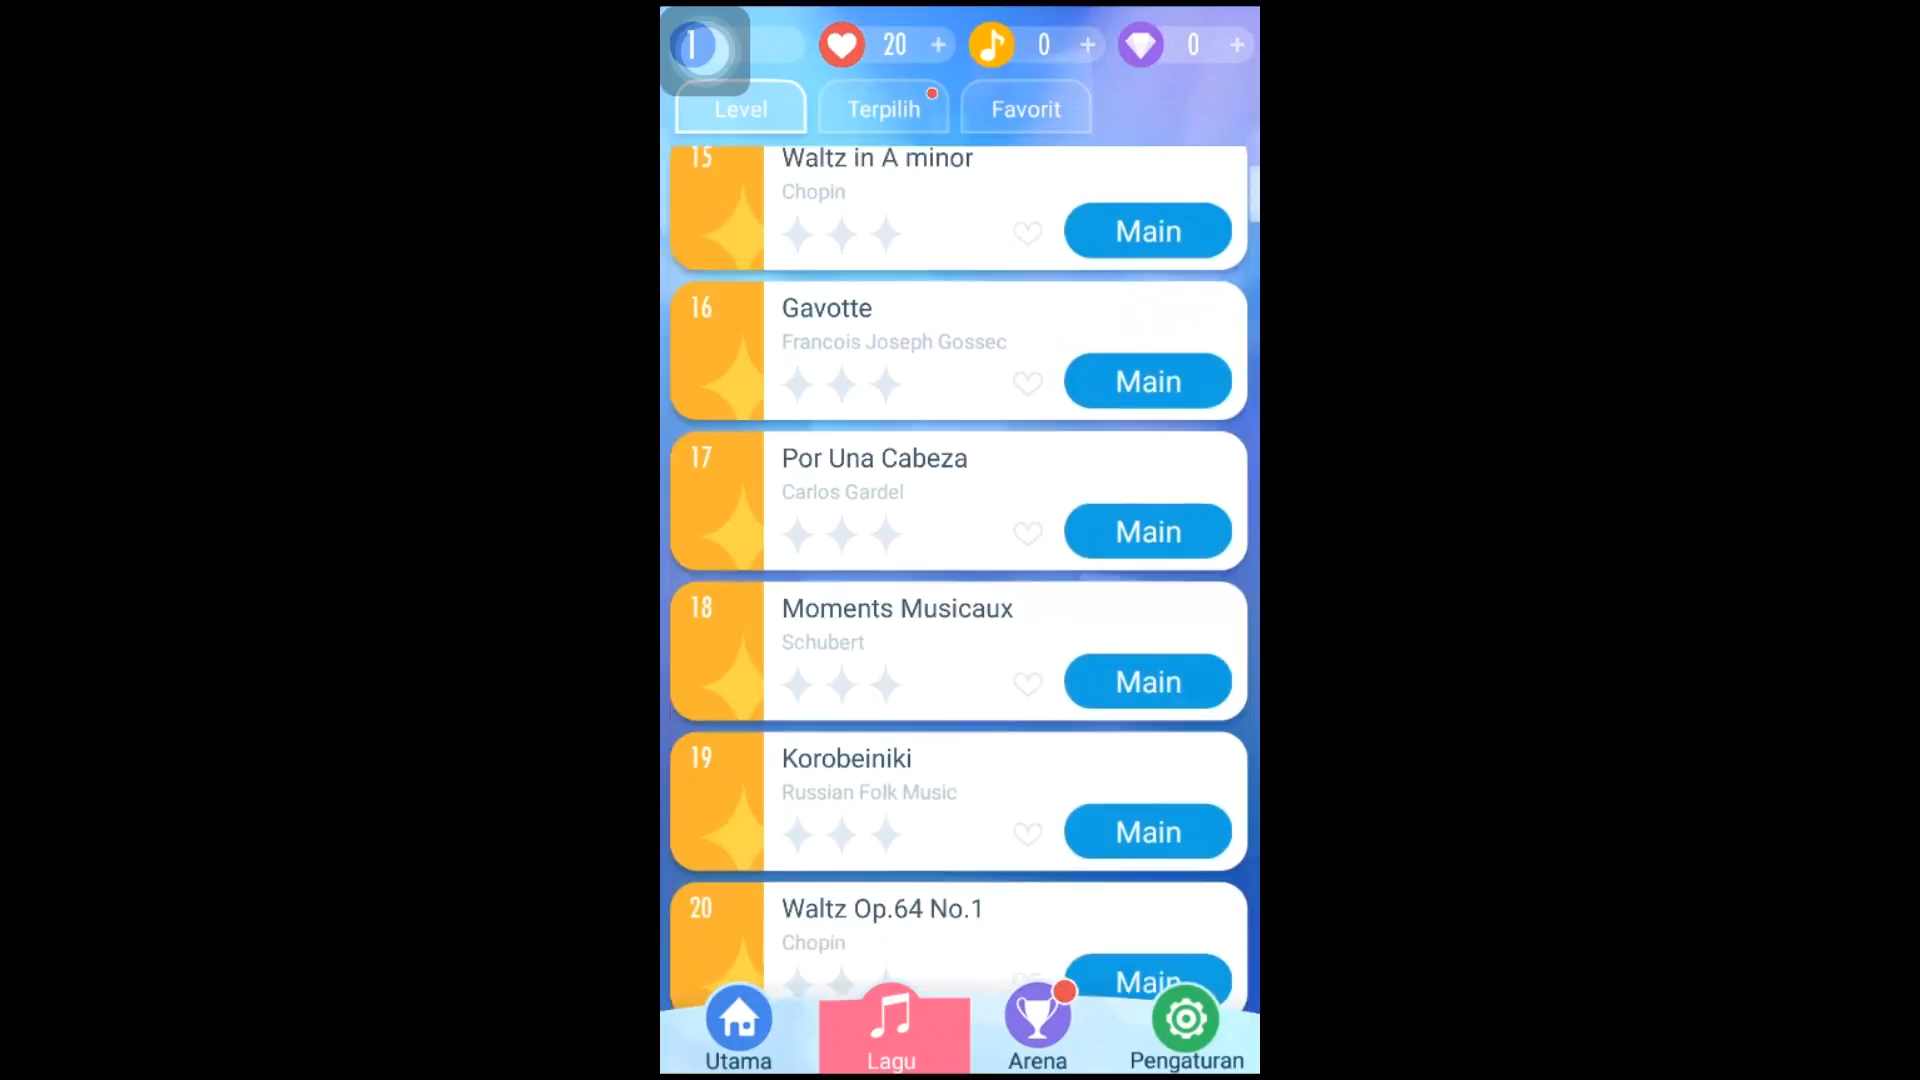 1
20 +
0 +
0 +
Level
Terpilih
Favorit
15
Waltz in A minor
Chopin
Main
16
Gavotte
Francois Joseph Gossec
Main
17
Por Una Cabeza
Carlos Gardel
Main
18
Moments Musicaux
Schubert
Main
19
Korobeiniki
Russian Folk Music
Main
20
Waltz Op.64 No.1
Chopin
Main
Utama
Lagu
Arena
Pengaturan